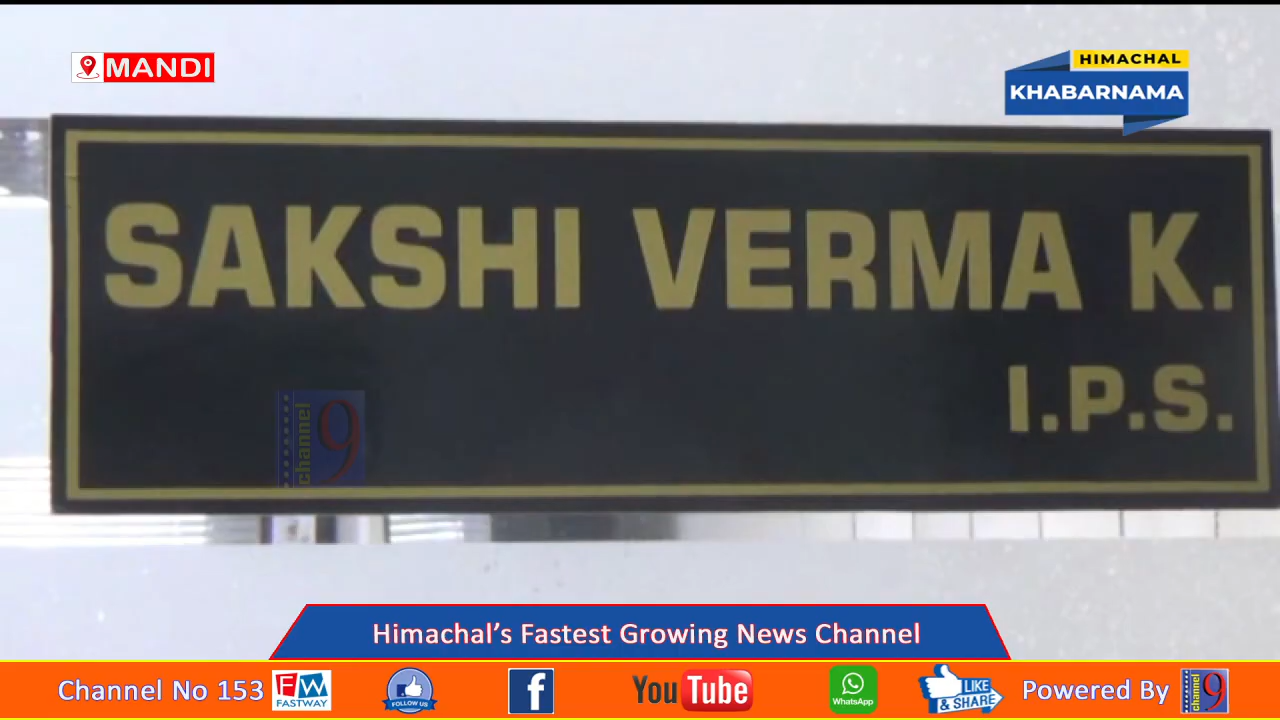 MANDI
HIMACHAL
KHABARNAMA
SAKSHI VERMA K.
I.P.S.
channel 9
Himachal's Fastest Growing News Channel
Channel No 153 FW FASTWAY FOLLOW US f YouTube WhatsApp LIKE & SHARE Powered By channel 9